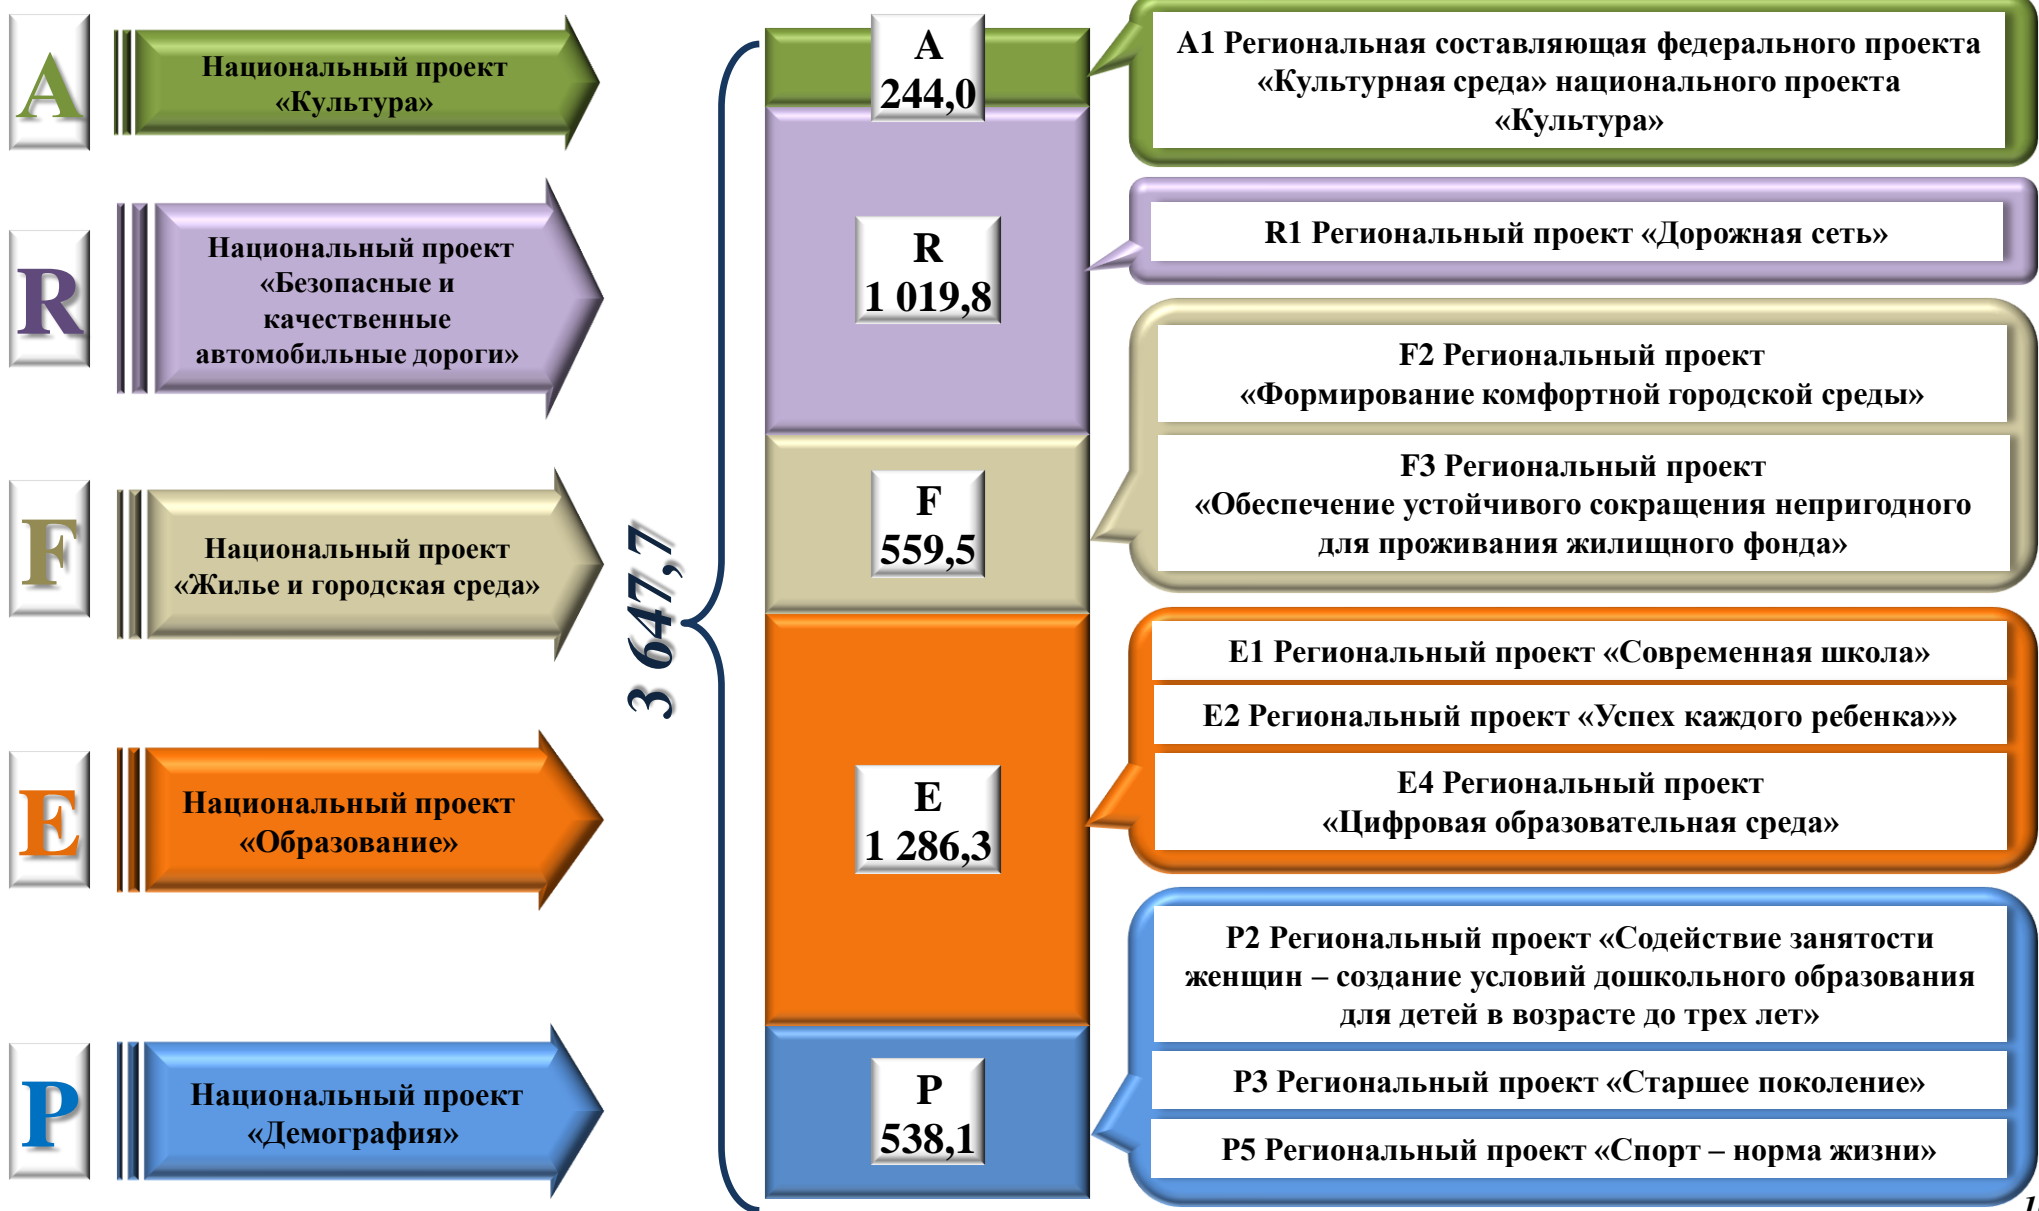 A
Национальный проект
«Культура»
R
Национальный проект
«Безопасные и
качественные
автомобильные дороги»
F
Национальный проект
«Жилье и городская среда»
E
Национальный проект
«Образование»
P
Национальный проект
«Демография»
3 647,7
A
244,0
R
1 019,8
F
559,5
E
1 286,3
P
538,1
A1 Региональная составляющая федерального проекта
«Культурная среда» национального проекта
«Культура»
R1 Региональный проект «Дорожная сеть»
F2 Региональный проект
«Формирование комфортной городской среды»
F3 Региональный проект
«Обеспечение устойчивого сокращения непригодного
для проживания жилищного фонда»
E1 Региональный проект «Современная школа»
E2 Региональный проект «Успех каждого ребенка»»
E4 Региональный проект
«Цифровая образовательная среда»
P2 Региональный проект «Содействие занятости
женщин – создание условий дошкольного образования
для детей в возрасте до трех лет»
P3 Региональный проект «Старшее поколение»
P5 Региональный проект «Спорт – норма жизни»